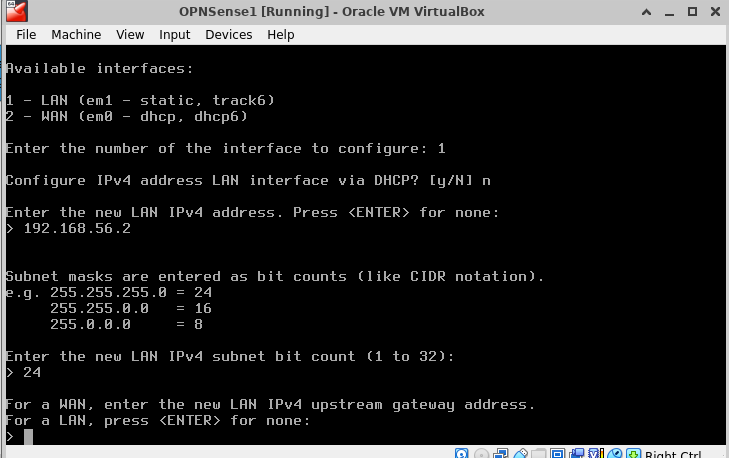 OPNSense1 [Running] - Oracle VM VirtualBox
File Machine View Input Devices Help
Available interfaces:
1 - LAN (em1 - static, track6)
2 - WAN (em0 - dhcp, dhcp6)
Enter the number of the interface to configure: 1
Configure IPv4 address LAN interface via DHCP? [y/N] n
Enter the new LAN IPv4 address. Press <ENTER> for none:
> 192.168.56.2
Subnet masks are entered as bit counts (like CIDR notation).
e.g. 255.255.255.0 = 24
255.255.0.0 = 16
255.0.0.0 = 8
Enter the new LAN IPv4 subnet bit count (1 to 32):
> 24
For a WAN, enter the new LAN IPv4 upstream gateway address.
For a LAN, press <ENTER> for none:
>
Right Ctrl